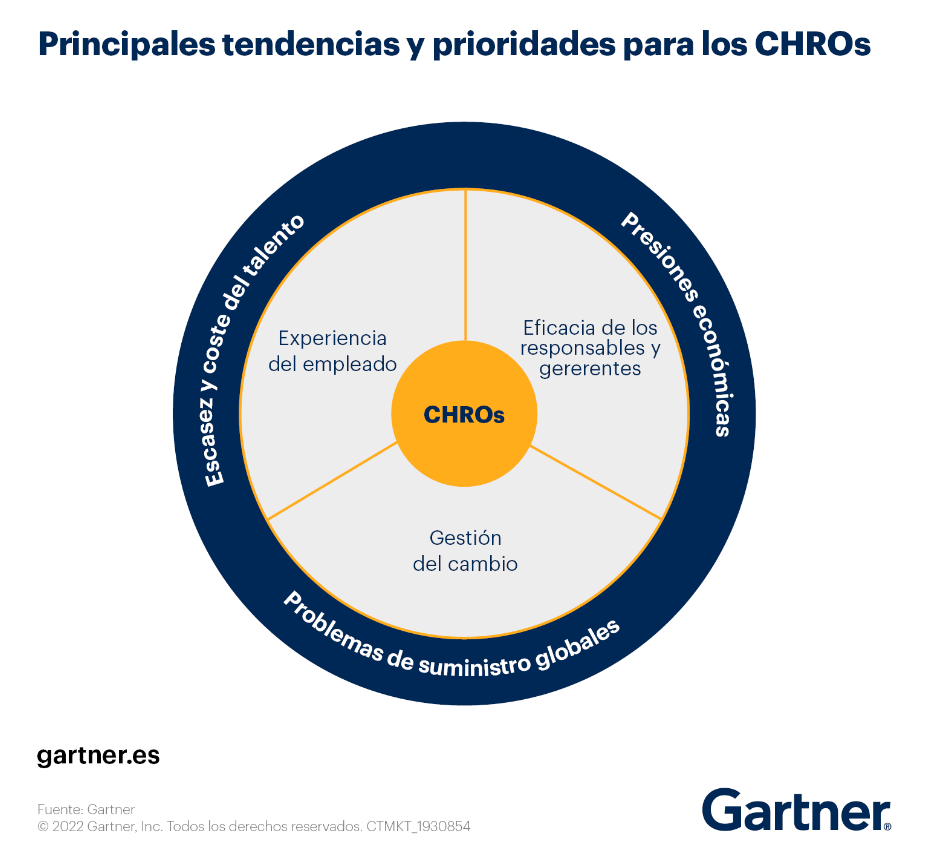 Principales tendencias y prioridades para los CHROs
Escasez y coste del talento
Presiones económicas
Experiencia
del empleado
Eficacia de los
responsables y
gererentes
CHROs
Gestión
del cambio
Problemas de suministro globales
gartner.es
Fuente: Gartner
© 2022 Gartner, Inc. Todos los derechos reservados. CTMKT_1930854
Gartner®